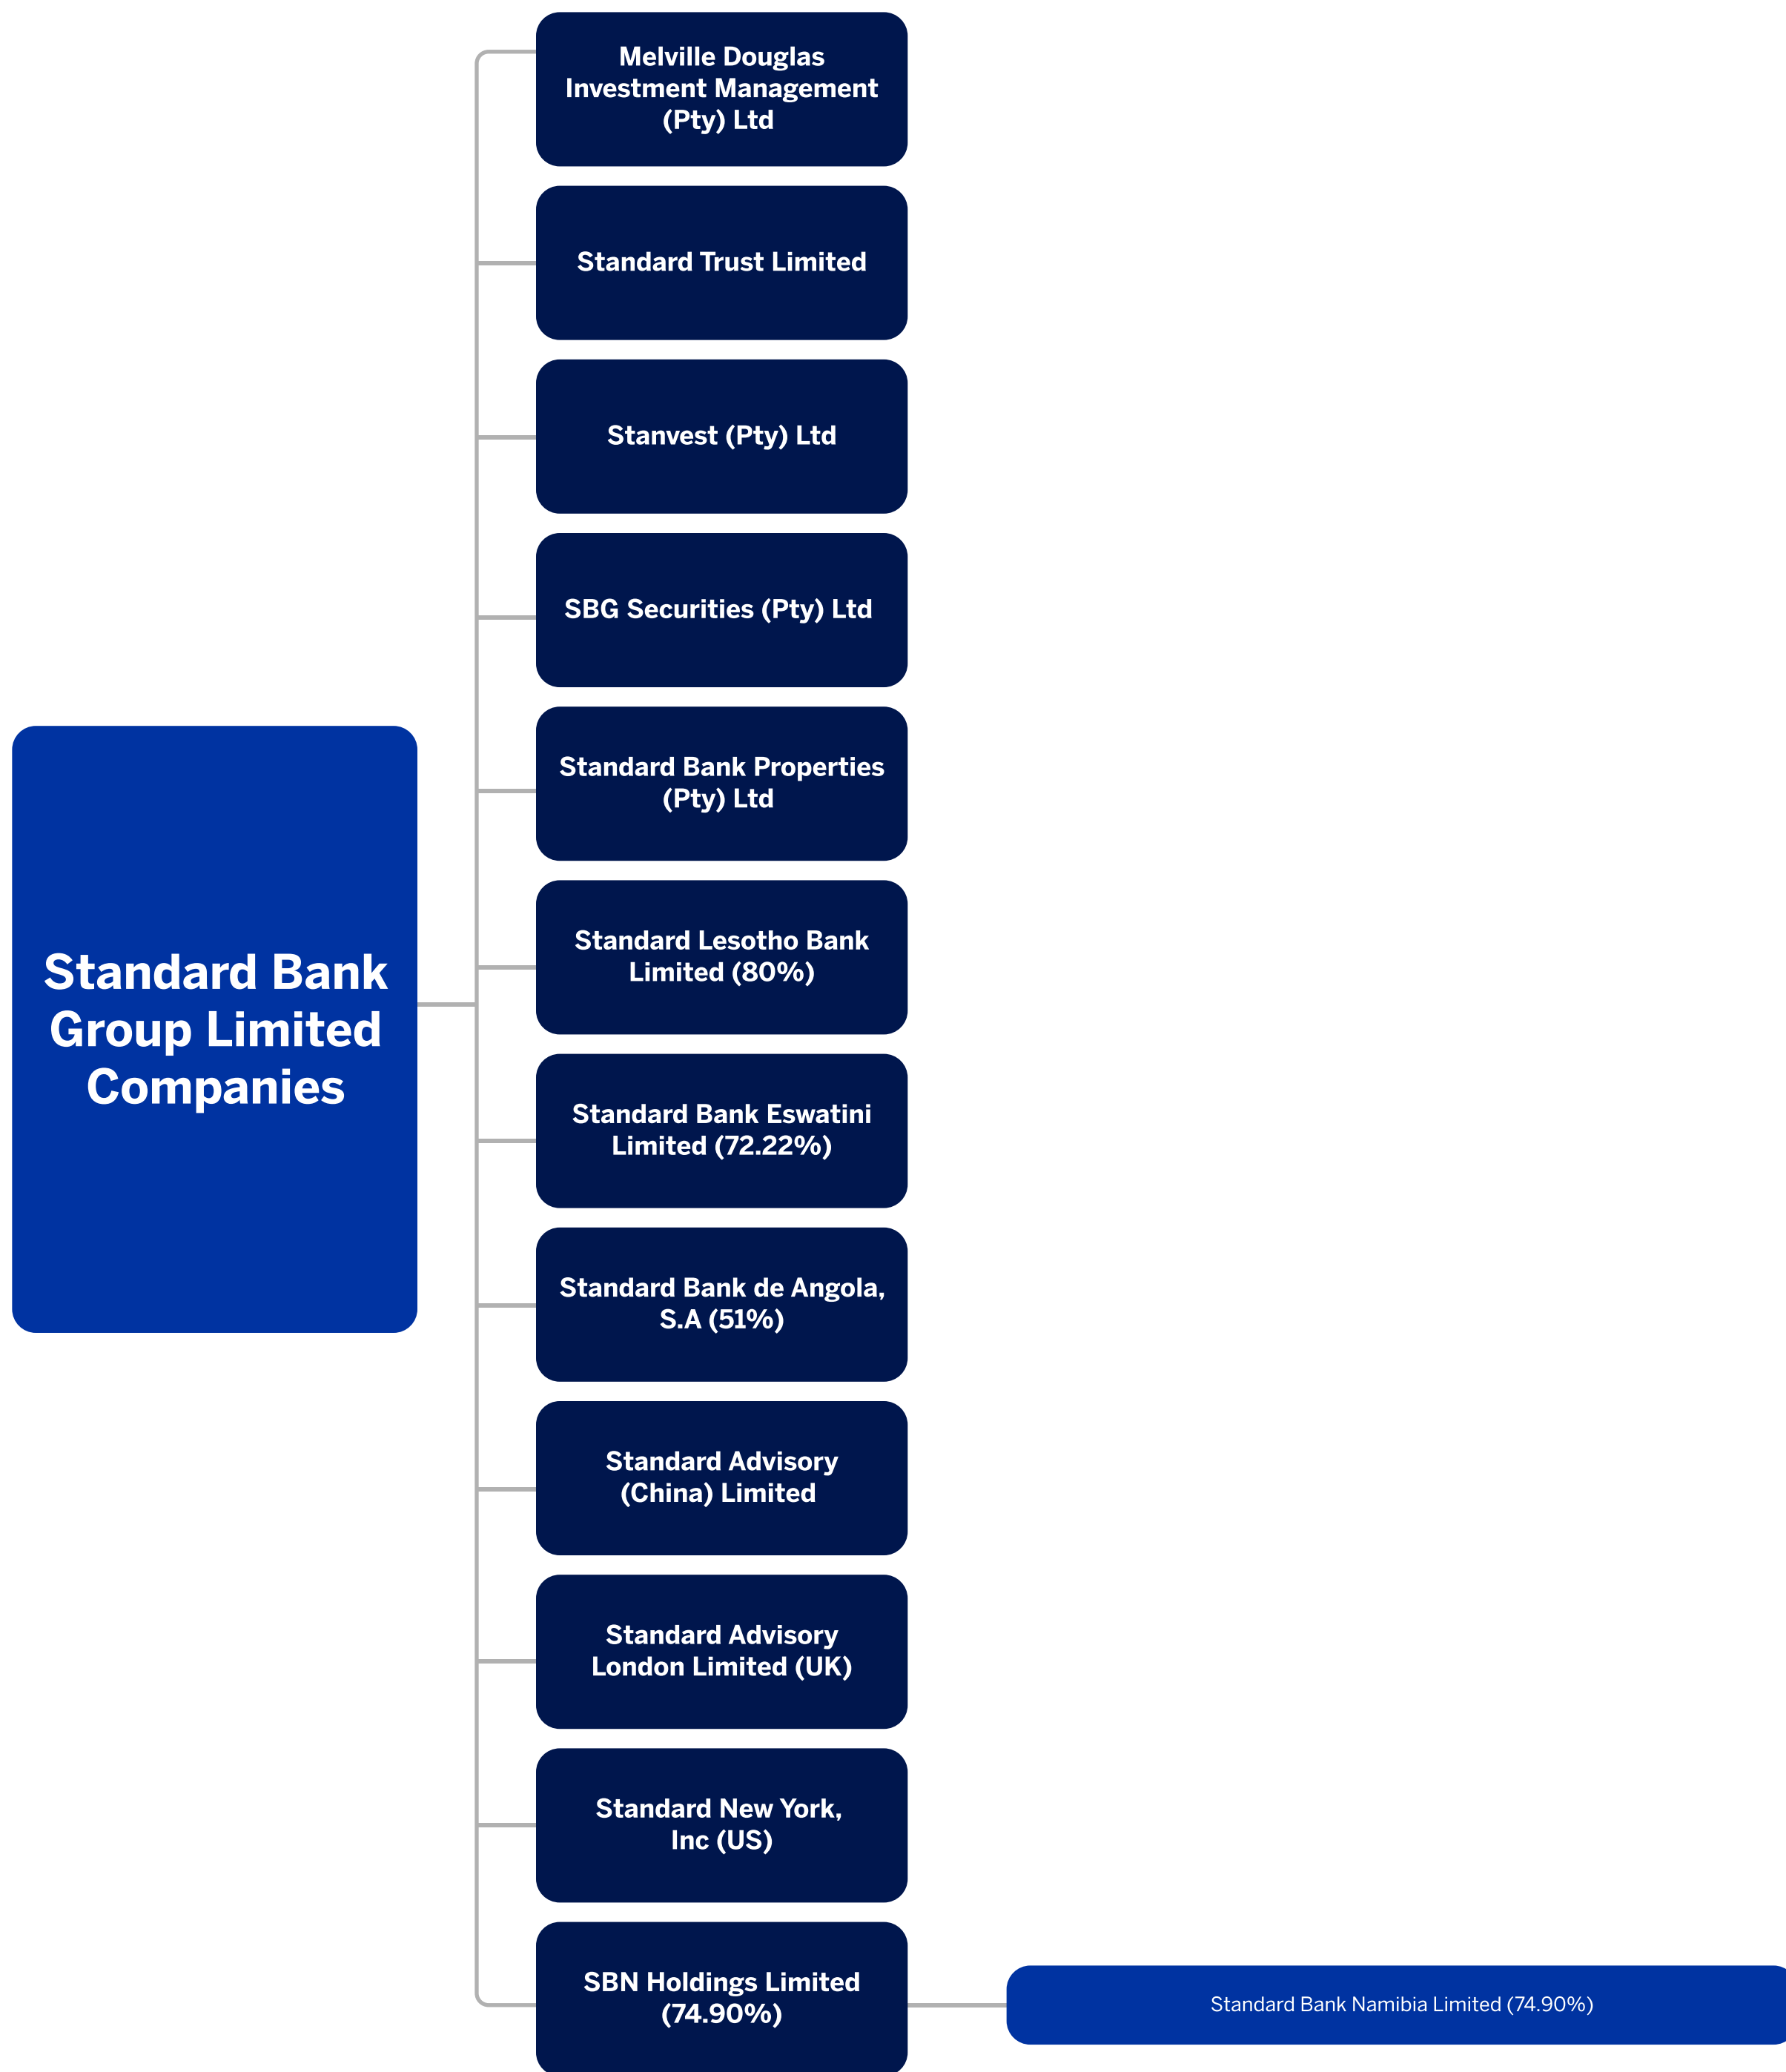 Standard Bank
Group Limited
Companies
Melville Douglas
Investment Management
(Pty) Ltd
Standard Trust Limited
Stanvest (Pty) Ltd
SBG Securities (Pty) Ltd
Standard Bank Properties
(Pty) Ltd
Standard Lesotho Bank
Limited (80%)
Standard Bank Eswatini
Limited (72.22%)
Standard Bank de Angola,
S.A (51%)
Standard Advisory
(China) Limited
Standard Advisory
London Limited (UK)
Standard New York,
Inc (US)
SBN Holdings Limited
(74.90%)
Standard Bank Namibia Limited (74.90%)